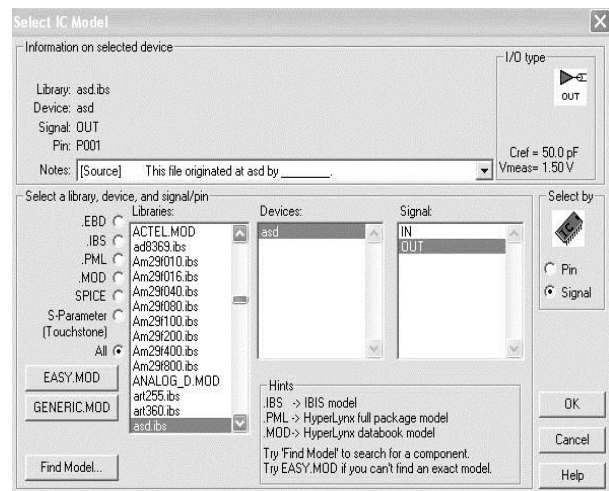 Select IC Model
Information on selected device
I/O type
OUT
Library: asd.ibs
Device: asd
Signal: OUT
Pin: P001
Cref = 50.0 pF
Vmeas= 1.50 V
Notes: [Source] This file originated at asd by ________.
Select a library, device, and signal/pin
.EBD
.IBS
.PML
.MOD
SPICE
S-Parameter
(Touchstone)
All
EASY.MOD
GENERIC.MOD
Find Model...
Libraries:
ACTEL.MOD
ad8369.ibs
Am29f010.ibs
Am29f016.ibs
Am29f040.ibs
Am29f080.ibs
Am29f100.ibs
Am29f200.ibs
Am29f400.ibs
Am29f800.ibs
ANALOG_D.MOD
art255.ibs
art360.ibs
asd.ibs
Devices:
asd
Signal:
IN
OUT
Hints
.IBS -> IBIS model
.PML -> HyperLynx full package model
.MOD-> HyperLynx databook model
Try 'Find Model' to search for a component.
Try EASY.MOD if you can't find an exact model.
Select by
IC
Pin
Signal
OK
Cancel
Help